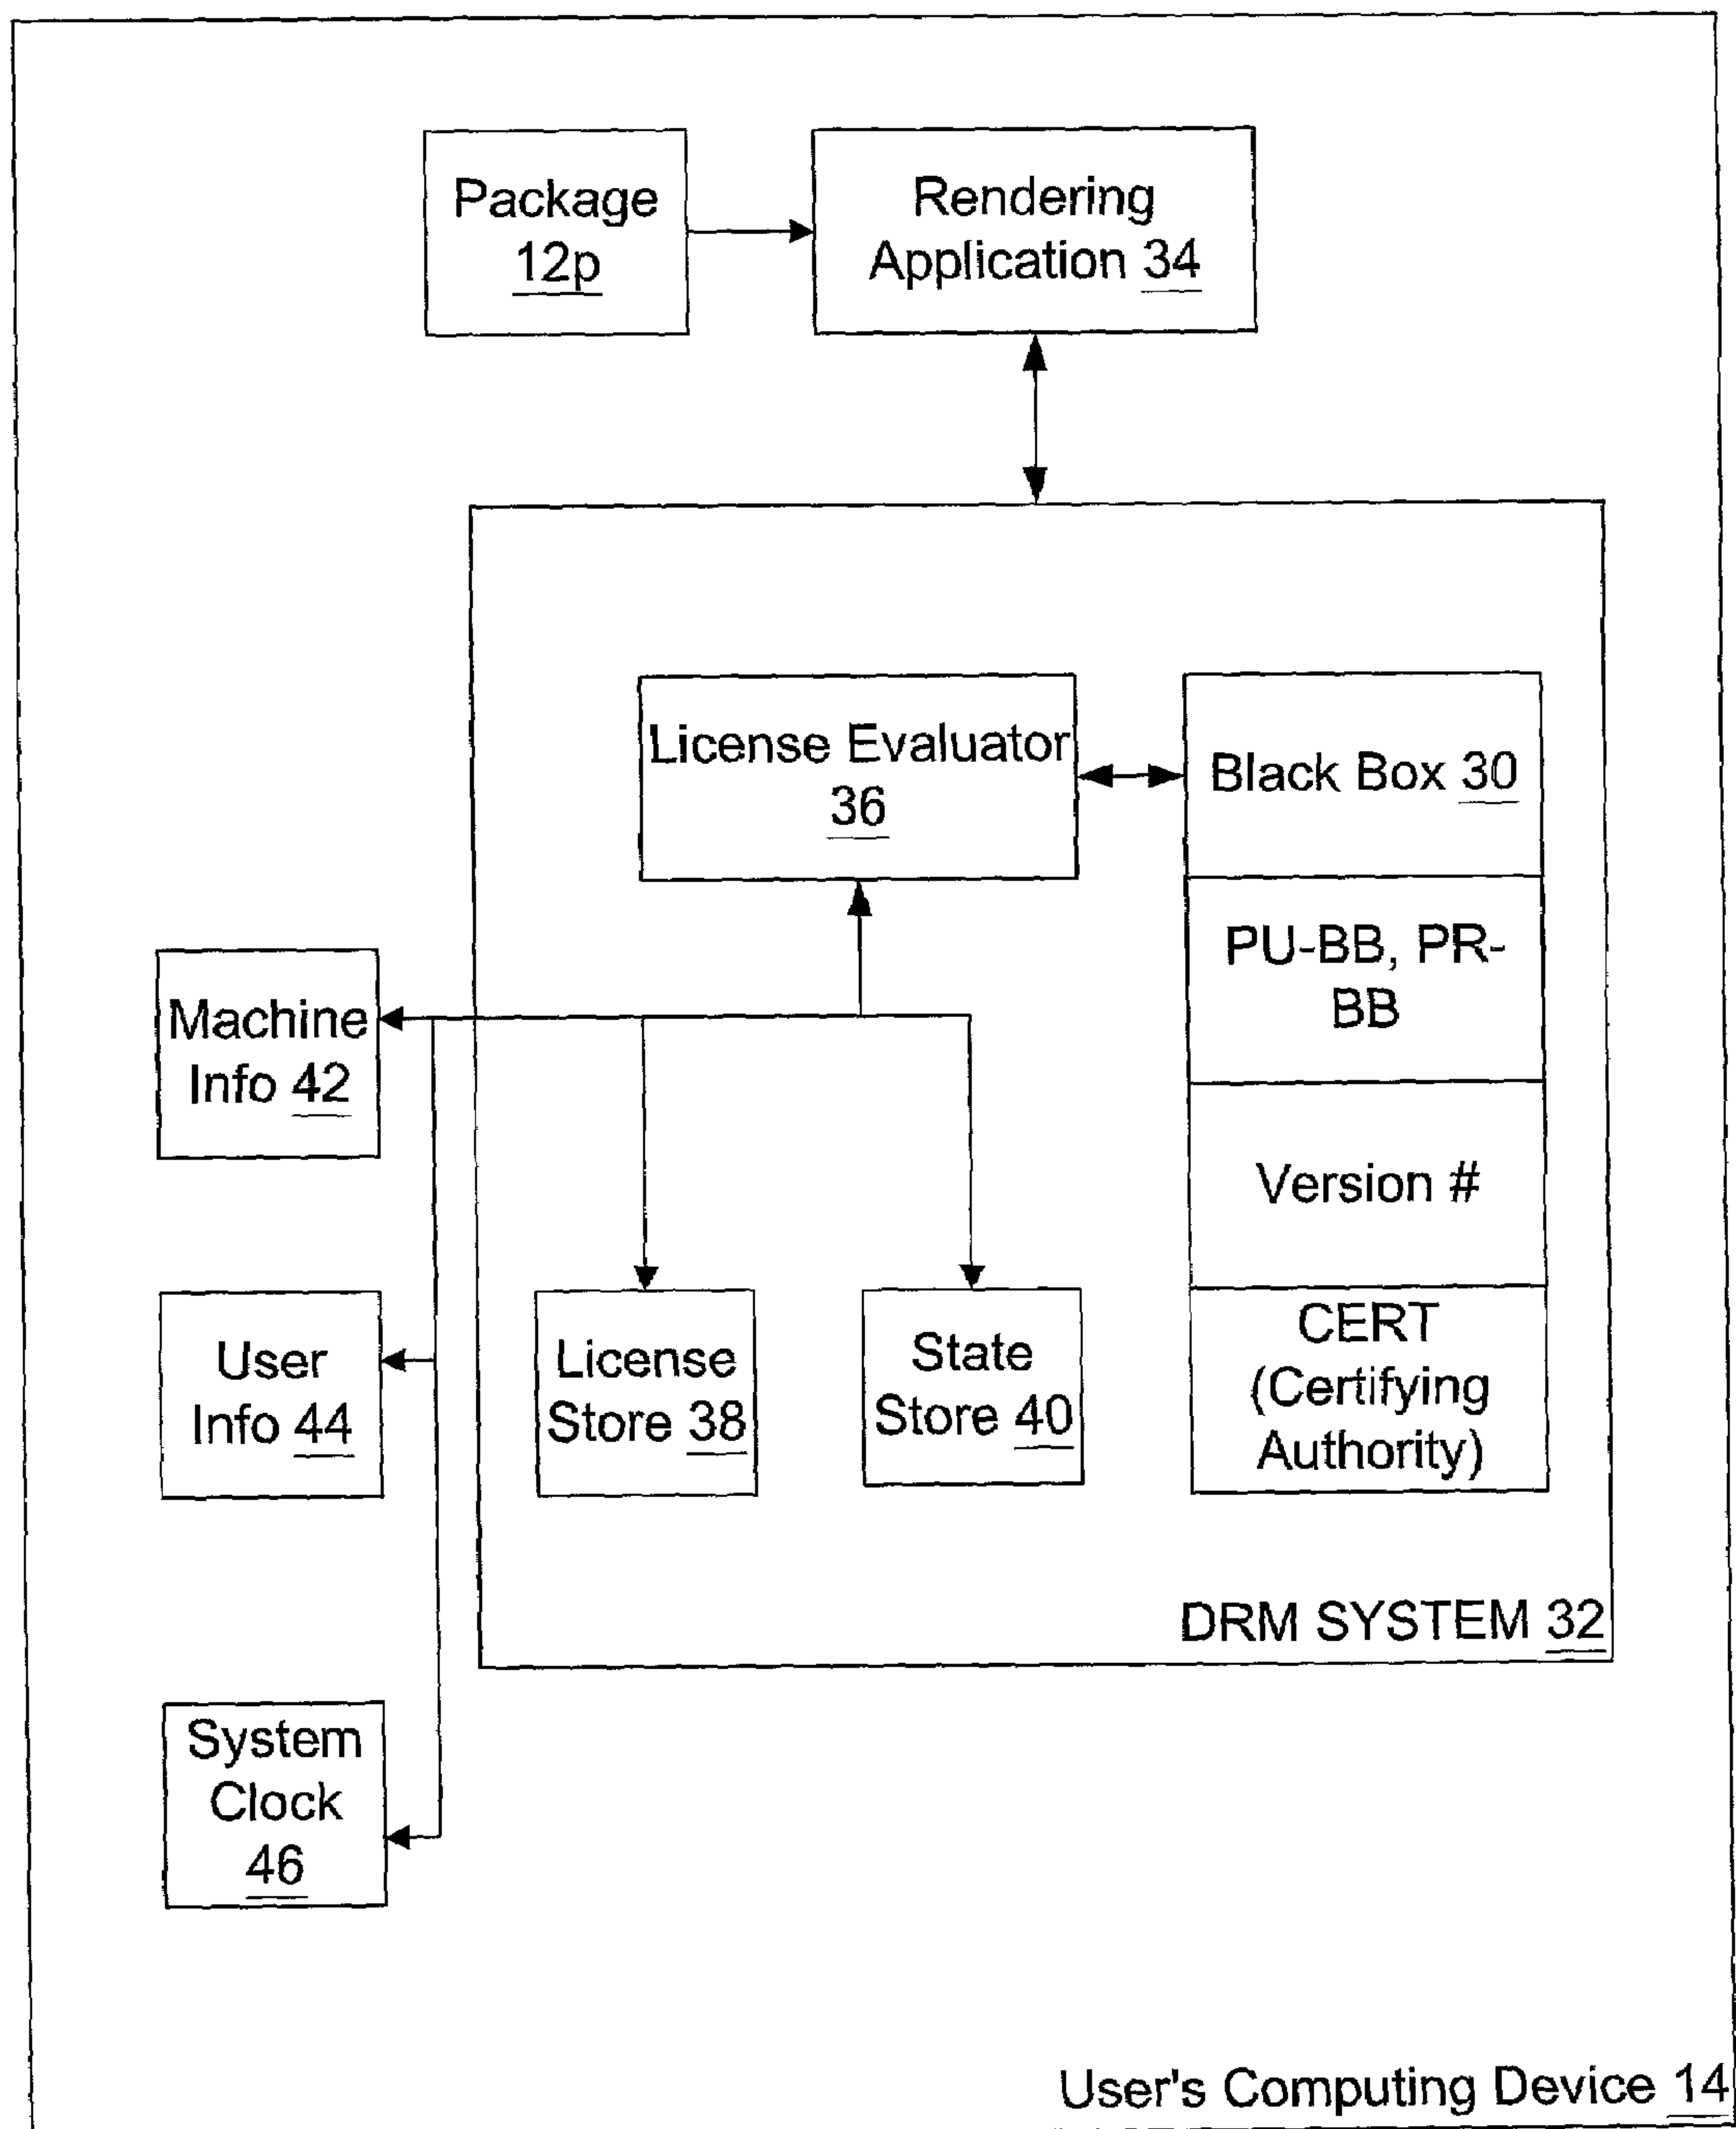 Package
12p
Rendering
Application 34
License Evaluator
36
Black Box 30
PU-BB, PR-
BB
Version #
CERT
(Certifying
Authority)
Machine
Info 42
User
Info 44
System
Clock
46
License
Store 38
State
Store 40
DRM SYSTEM 32
User's Computing Device 14